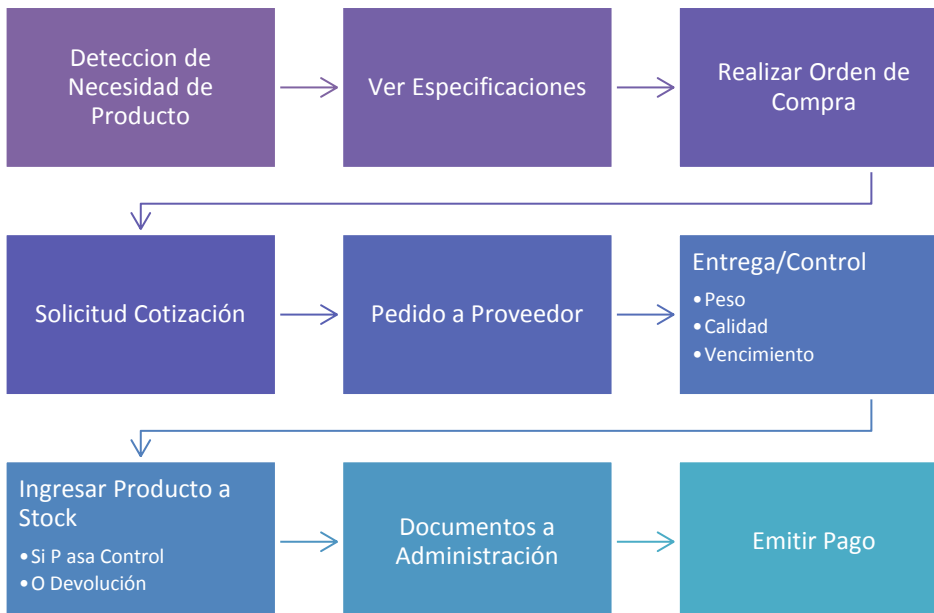 Deteccion de
Necesidad de
Producto
Ver Especificaciones
Realizar Orden de
Compra
Solicitud Cotización
Pedido a Proveedor
Entrega/Control
•Peso
•Calidad
•Vencimiento
Ingresar Producto a
Stock
•Si P asa Control
•O Devolución
Documentos a
Administración
Emitir Pago